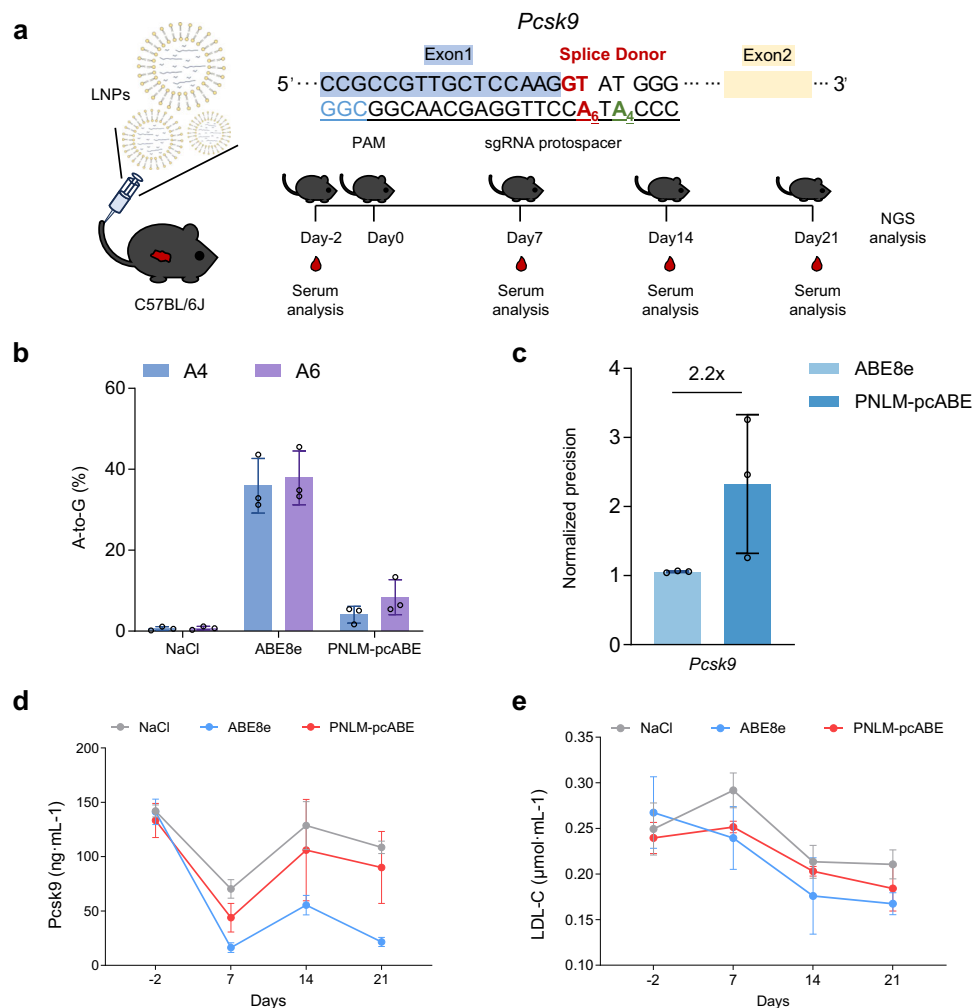 a
Pcsk9
LNPs
Exon1
Splice Donor
Exon2
5' ··· CCGCCGTTGCTCCAAGGT AT GGG ··· ··· 3'
GGCGGCAACGAGGTTCCA6TA4CCC
PAM
sgRNA protospacer
Day-2
Day0
Day7
Day14
Day21
NGS
analysis
Serum
analysis
Serum
analysis
Serum
analysis
Serum
analysis
C57BL/6J
b
A4
A6
A-to-G (%)
60
40
20
0
NaCl
ABE8e
PNLM-pcABE
c
ABE8e
PNLM-pcABE
2.2x
Normalized precision
4
3
2
1
0
Pcsk9
d
NaCl
ABE8e
PNLM-pcABE
Pcsk9 (ng·mL-1)
200
150
100
50
0
-2
7
14
21
Days
e
NaCl
ABE8e
PNLM-pcABE
LDL-C (μmol·mL-1)
0.35
0.30
0.25
0.20
0.15
0.10
-2
7
14
21
Days